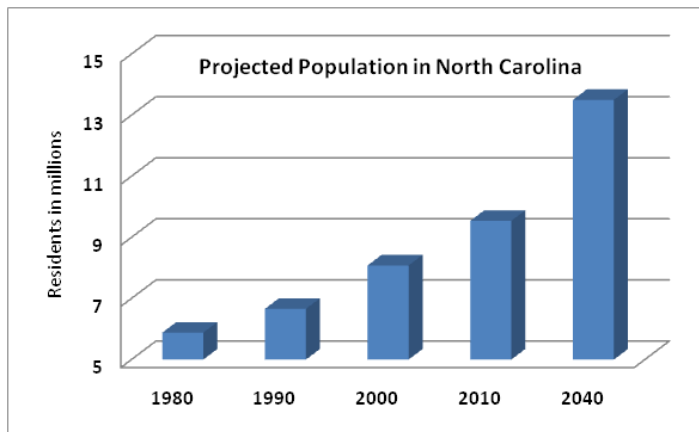 Projected Population in North Carolina
Residents in millions
15
13
11
9
7
5
1980 1990 2000 2010 2040